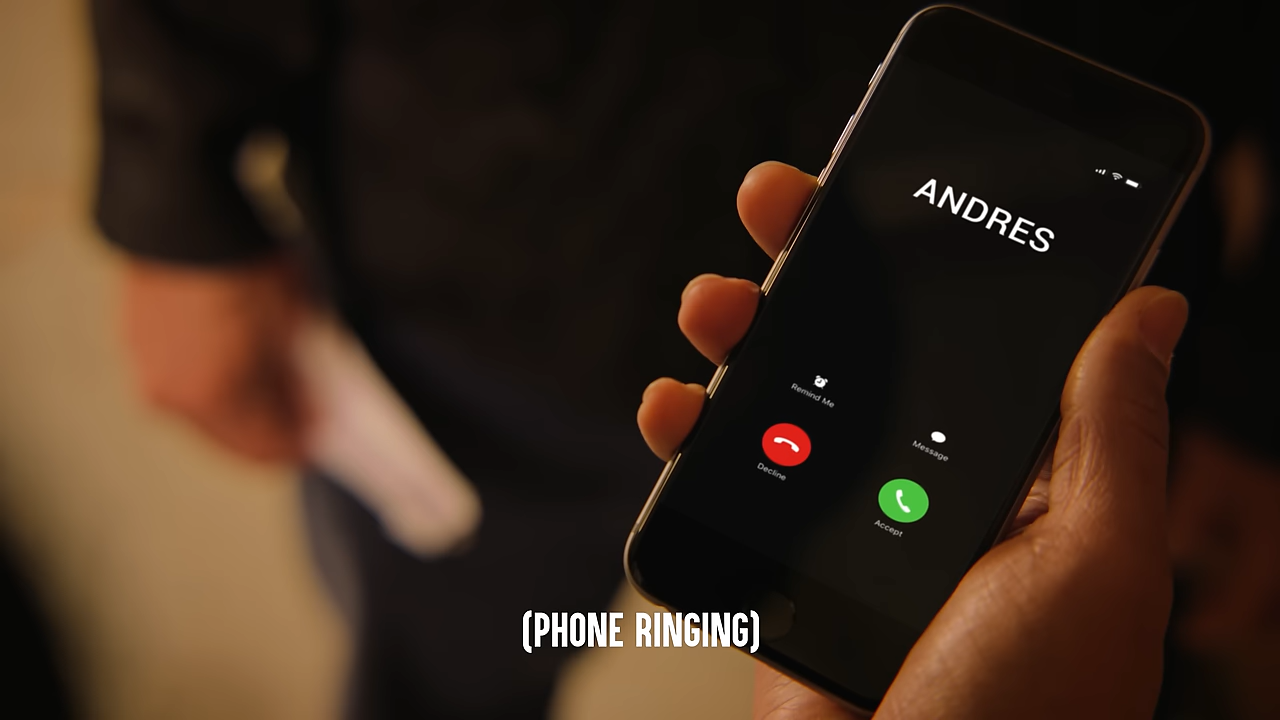 ANDRES
Remind Me
Message
Decline
Accept
(PHONE RINGING)